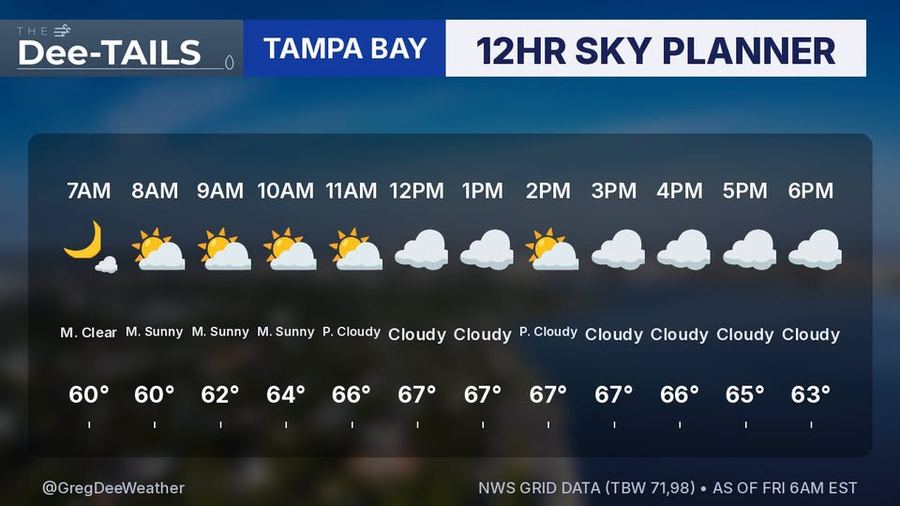 THE
Dee-TAILS
TAMPA BAY
12HR SKY PLANNER
7AM 8AM 9AM 10AM 11AM 12PM 1PM 2PM 3PM 4PM 5PM 6PM
M. Clear M. Sunny M. Sunny M. Sunny P. Cloudy Cloudy Cloudy P. Cloudy Cloudy Cloudy Cloudy Cloudy
60° 60° 62° 64° 66° 67° 67° 67° 67° 66° 65° 63°
@GregDeeWeather
NWS GRID DATA (TBW 71,98) • AS OF FRI 6AM EST